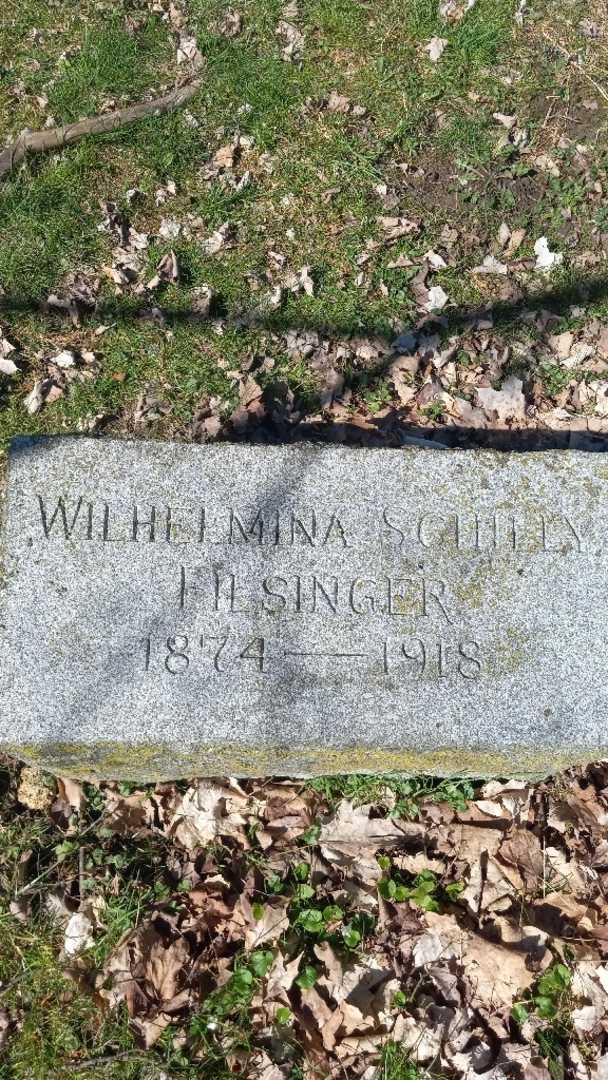 WILHELMINA SCHILLY
FILSINGER
1874 — 1918